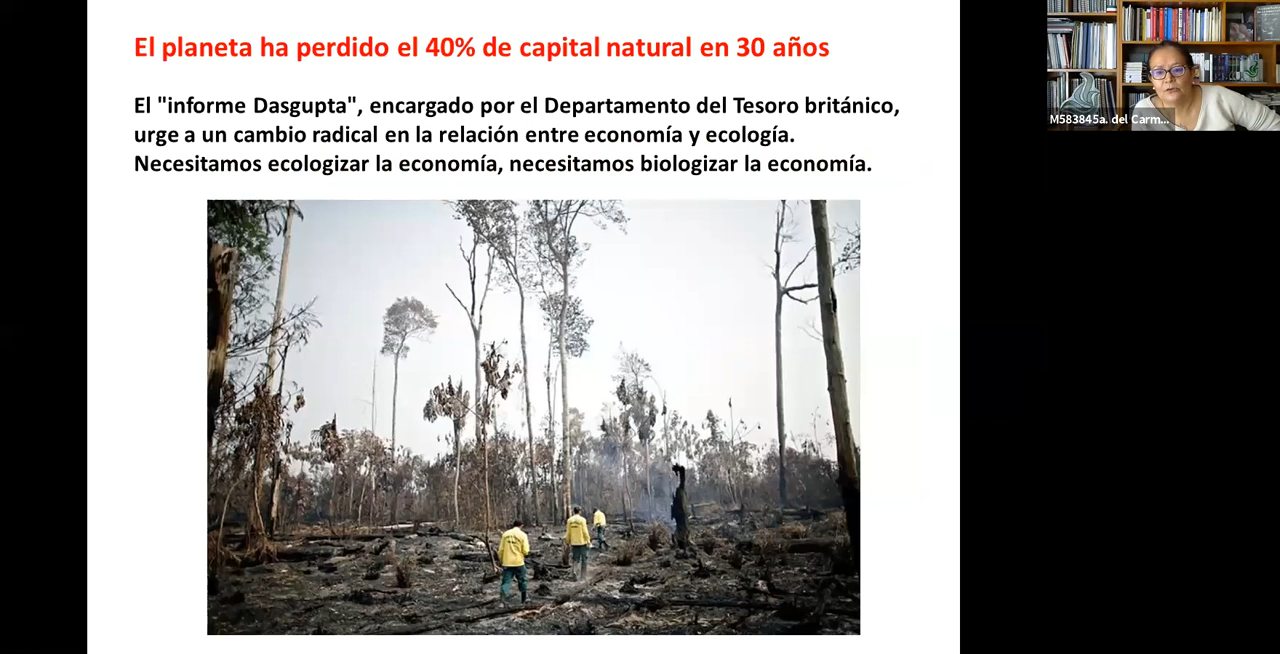 El planeta ha perdido el 40% de capital natural en 30 años
El "informe Dasgupta", encargado por el Departamento del Tesoro británico,
urge a un cambio radical en la relación entre economía y ecología.
Necesitamos ecologizar la economía, necesitamos biologizar la economía.
M583845a. del Carm...